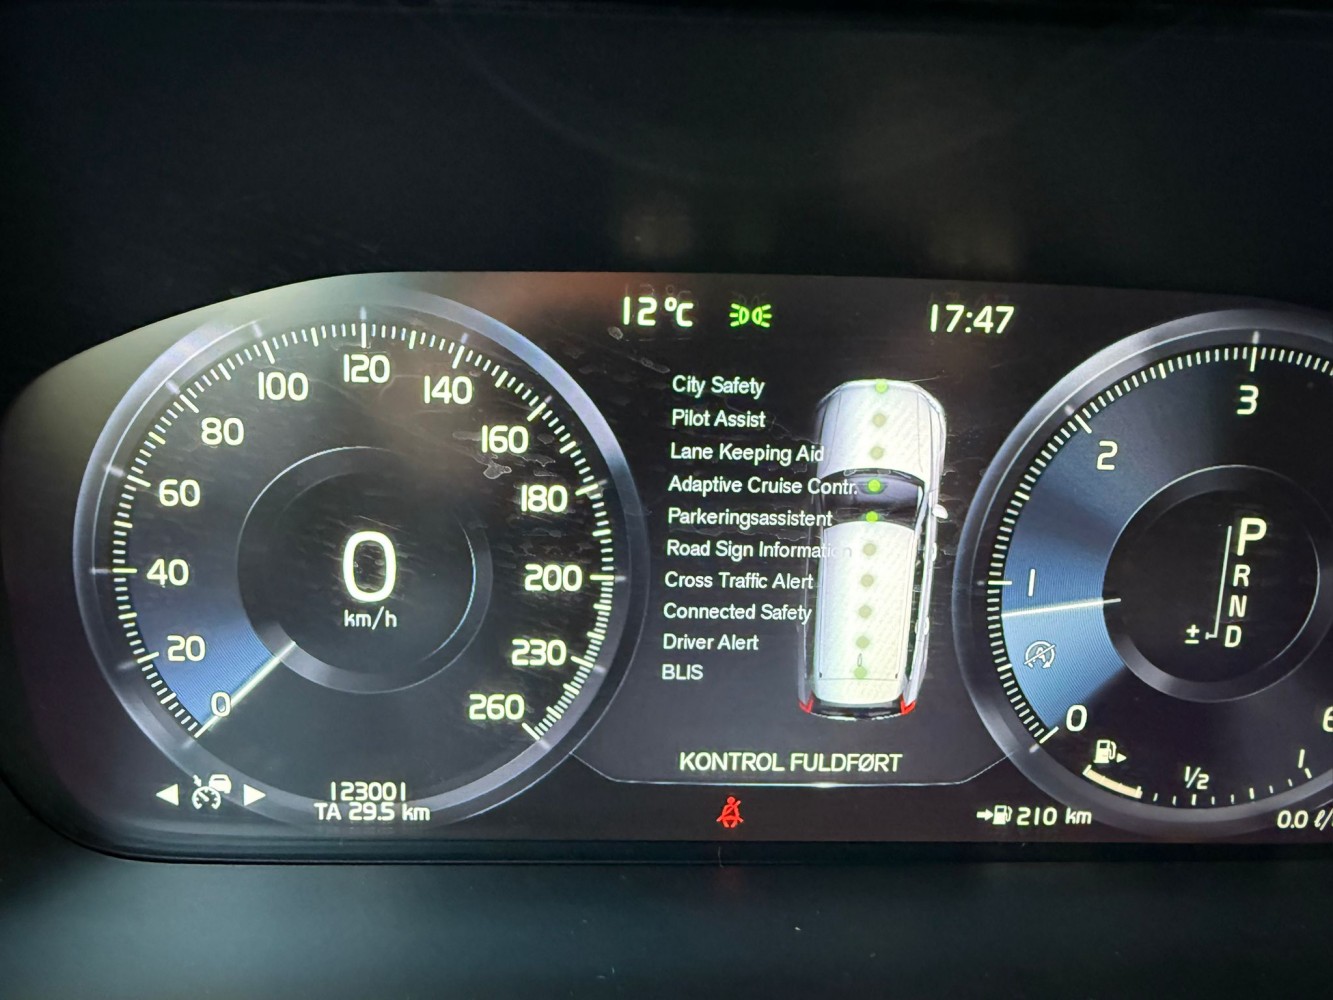 12°C
17:47
City Safety
Pilot Assist
Lane Keeping Aid
Adaptive Cruise Contr.
Parkeringsassistent
Road Sign Information
Cross Traffic Alert
Connected Safety
Driver Alert
BLIS
KONTROL FULDFØRT
0
20
40
60
80
100
120
140
160
180
200
230
260
0
km/h
123001
TA 29.5 km
0
1
2
3
6
P
R
N
D
±
A
1/2
1
210 km
0.0 ℓ/